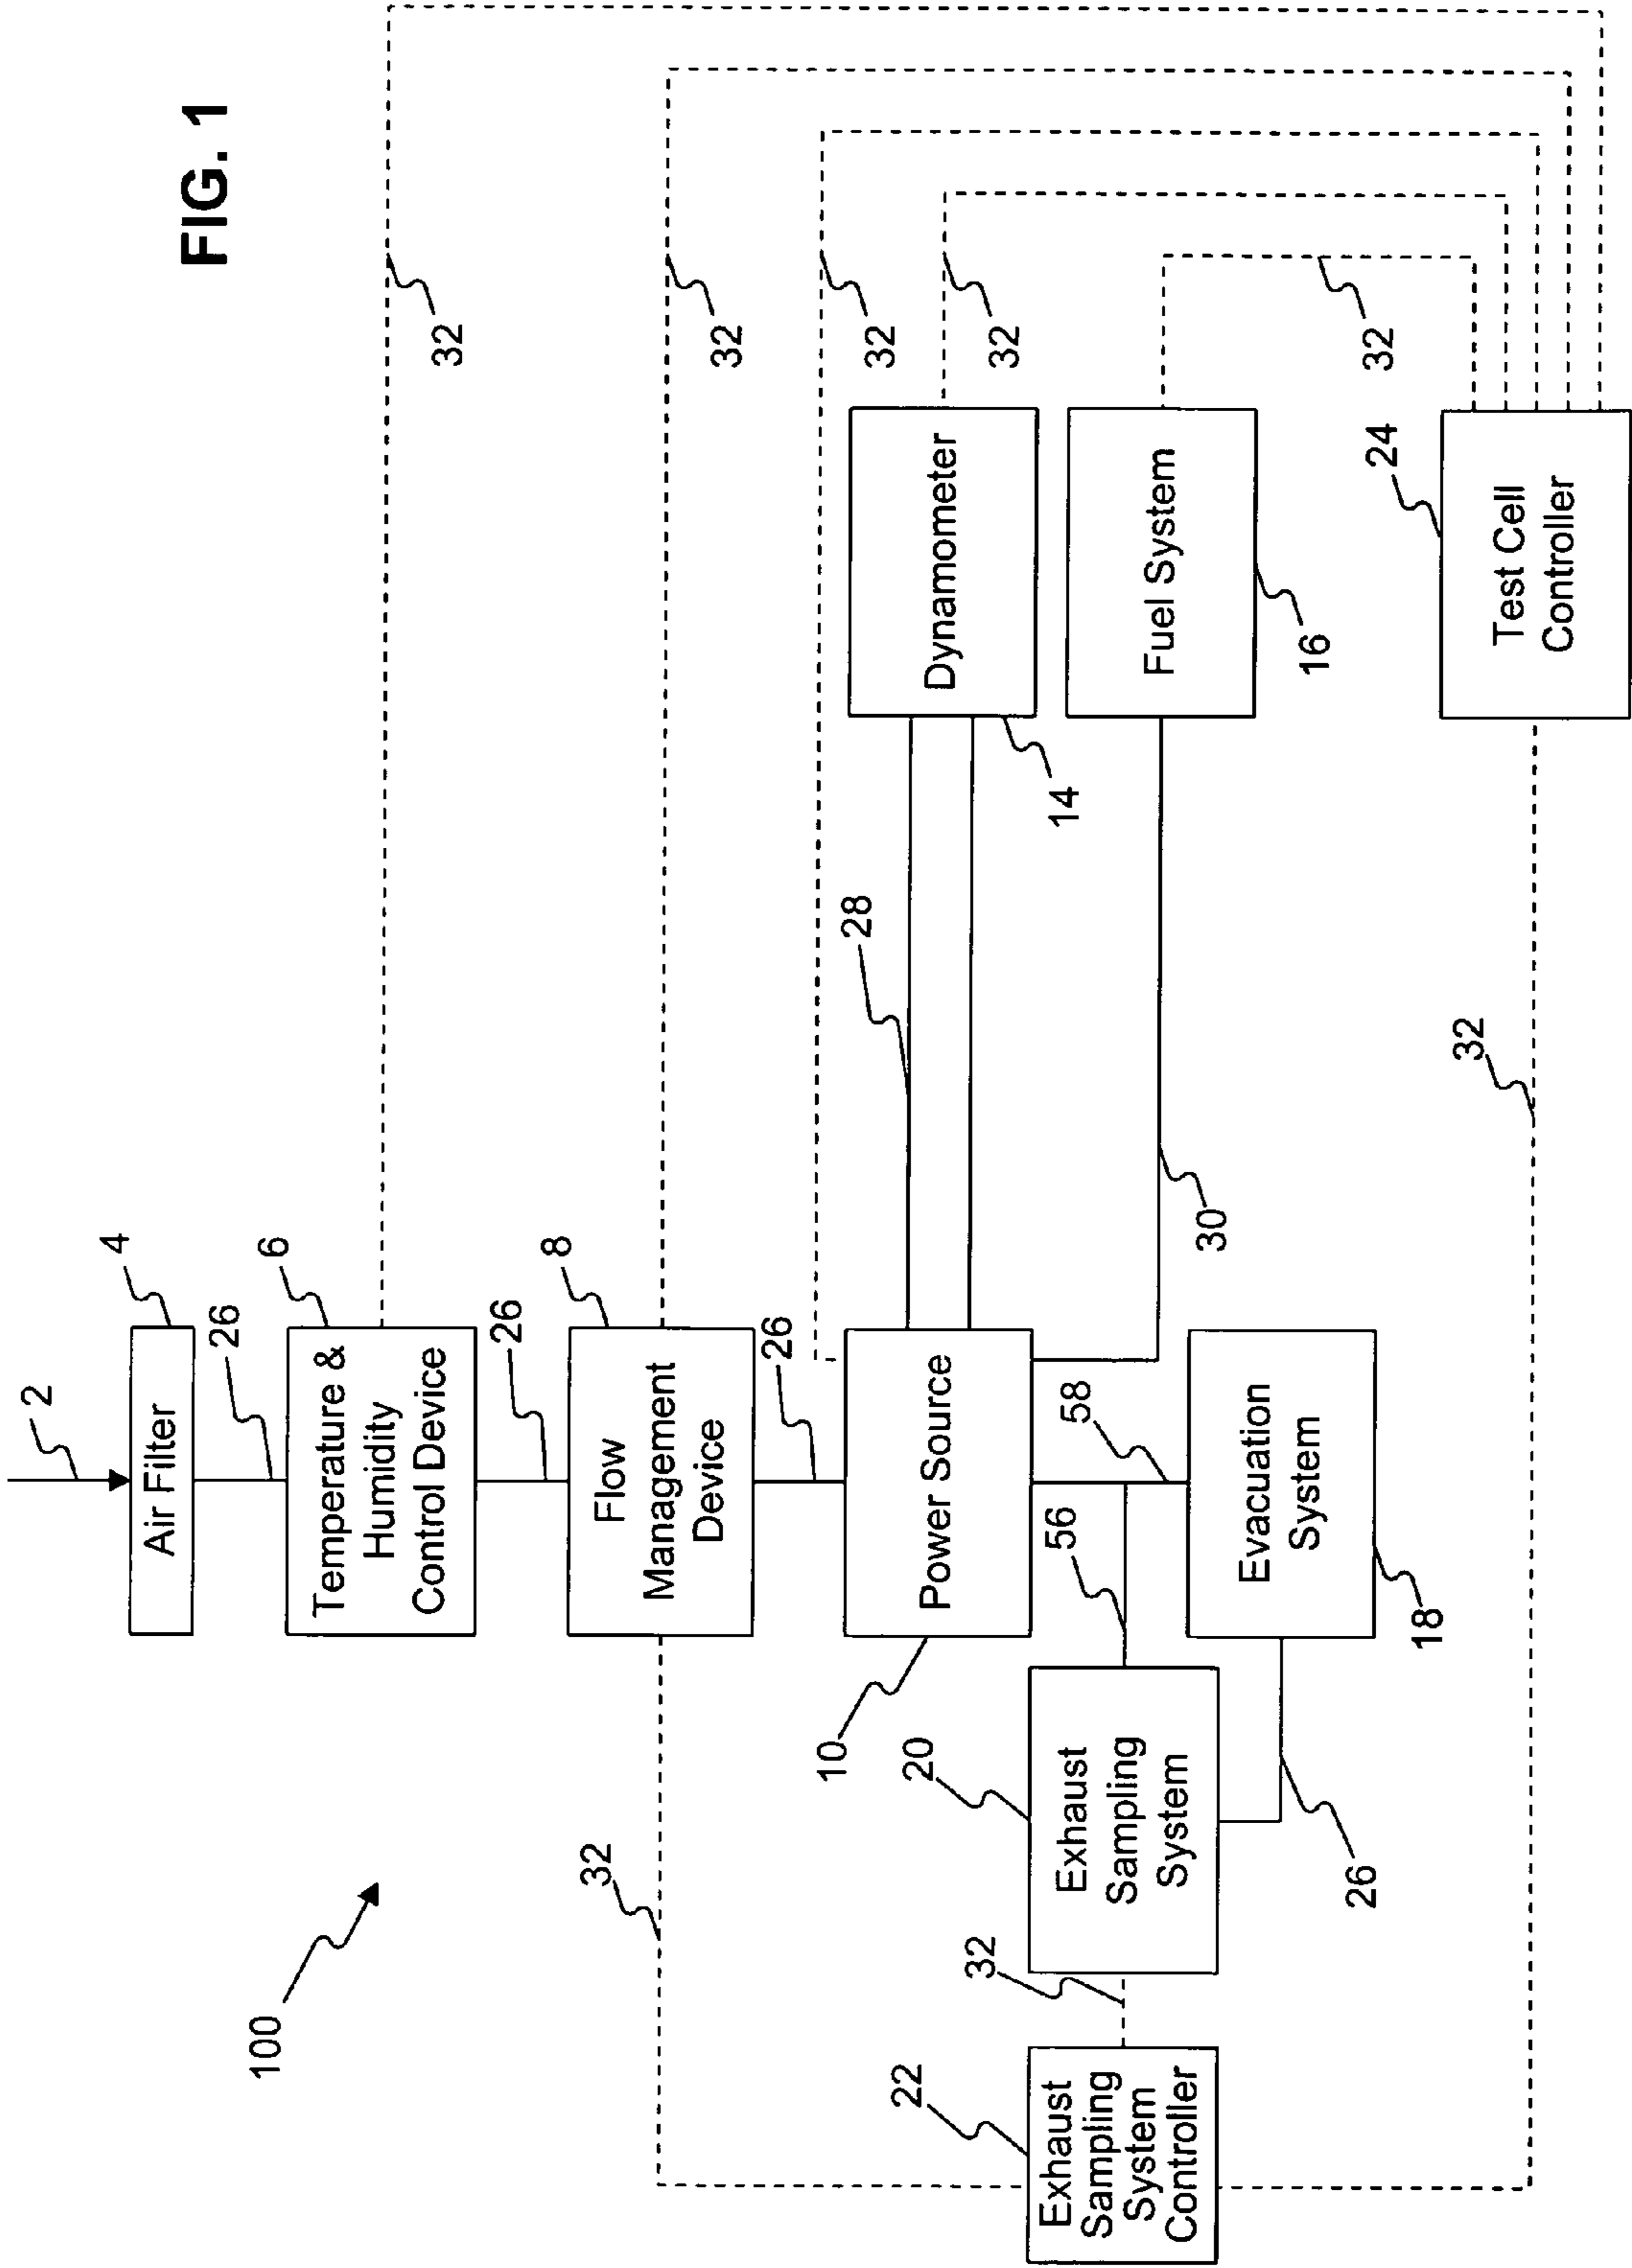 FIG. 1
100
2
4
Air Filter
26
6
Temperature &
Humidity
Control Device
32
26
8
Flow
Management
Device
32
32
26
32
32
10
Power Source
28
Dynamometer
14
56
58
30
Fuel System
16
32
20
Exhaust
Sampling
System
26
Evacuation
System
18
32
22
Exhaust
Sampling
System
Controller
32
24
Test Cell
Controller